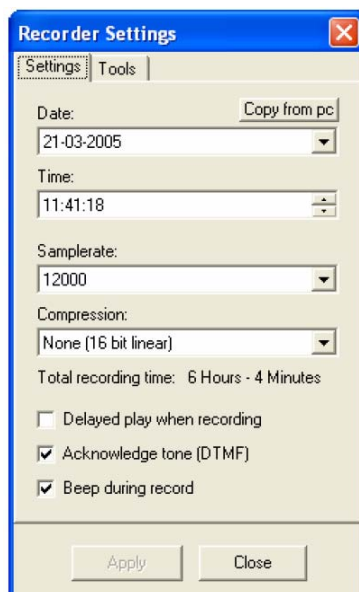 Recorder Settings
Settings Tools
Date: Copy from pc
21-03-2005
Time:
11:41:18
Samplerate:
12000
Compression:
None (16 bit linear)
Total recording time: 6 Hours - 4 Minutes
Delayed play when recording
Acknowledge tone (DTMF)
Beep during record
Apply Close